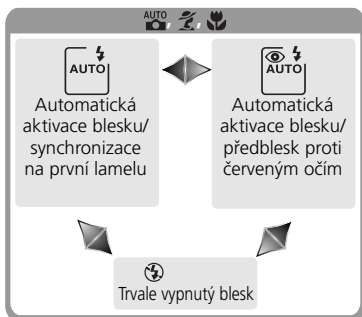 AUTO
AUTO
AUTO
Automatická
aktivace blesku/
synchronizace
na první lamelu
Automatická
aktivace blesku/
předblesk proti
červeným očím
Trvale vypnutý blesk